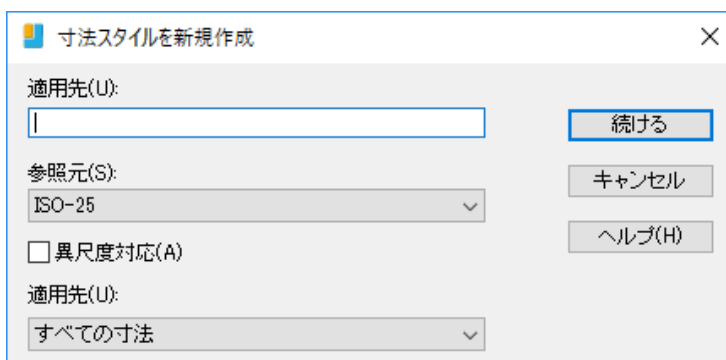 寸法スタイルを新規作成
適用先(U):
続ける
参照元(S):
ISO-25
キャンセル
異尺度対応(A)
ヘルプ(H)
適用先(U):
すべての寸法